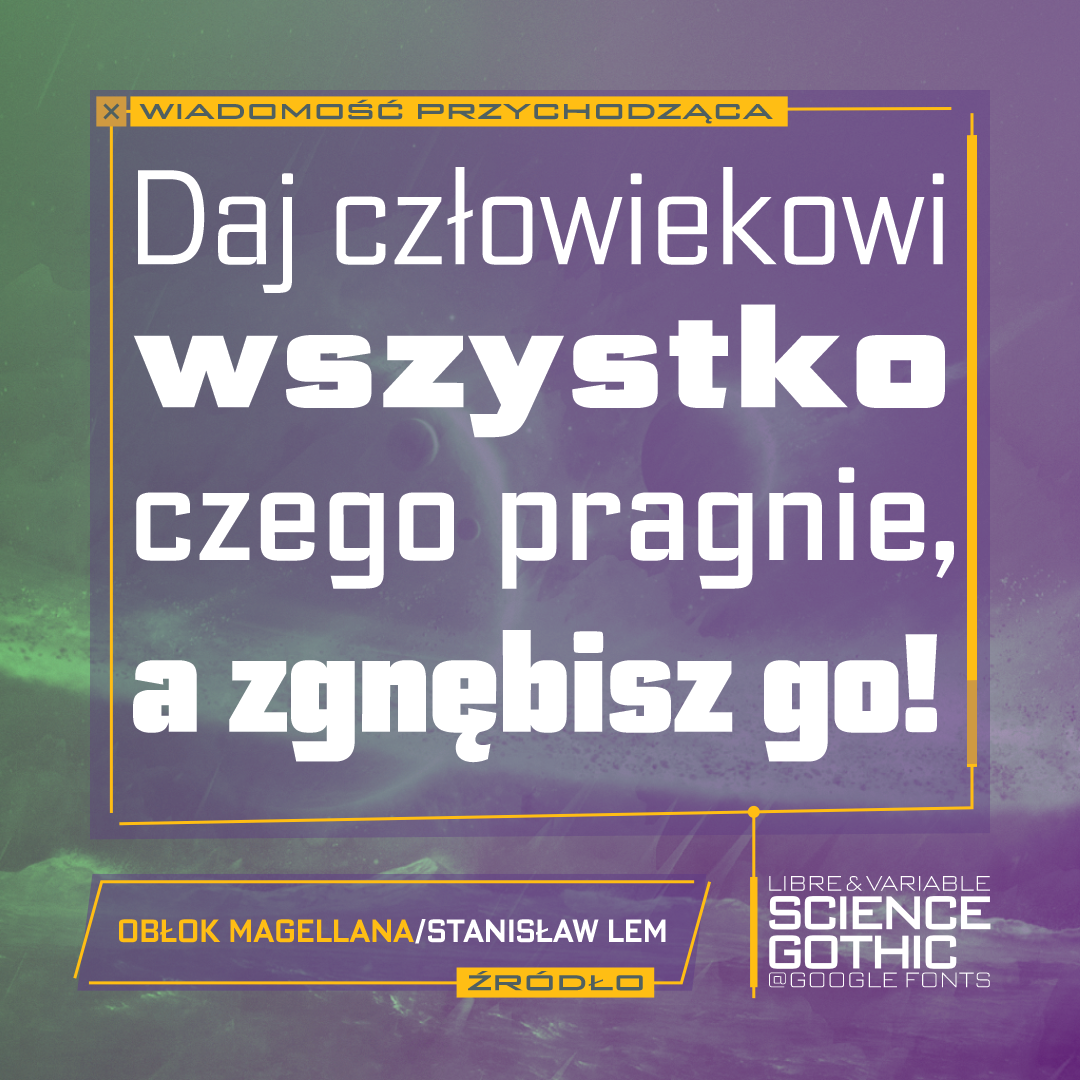 X WIADOMOŚĆ PRZYCHODZĄCA
Daj człowiekowi
wszystko
czego pragnie,
a zgnębisz go!
OBŁOK MAGELLANA/STANISŁAW LEM
ŹRÓDŁO
LIBRE & VARIABLE
SCIENCE
GOTHIC
@GOOGLE FONTS